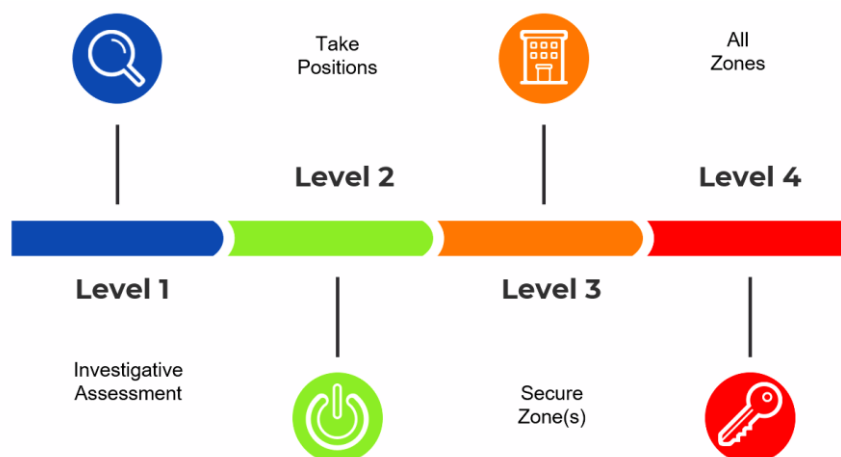 Take
Positions
All
Zones
Level 2
Level 4
Level 1
Level 3
Investigative
Assessment
Secure
Zone(s)